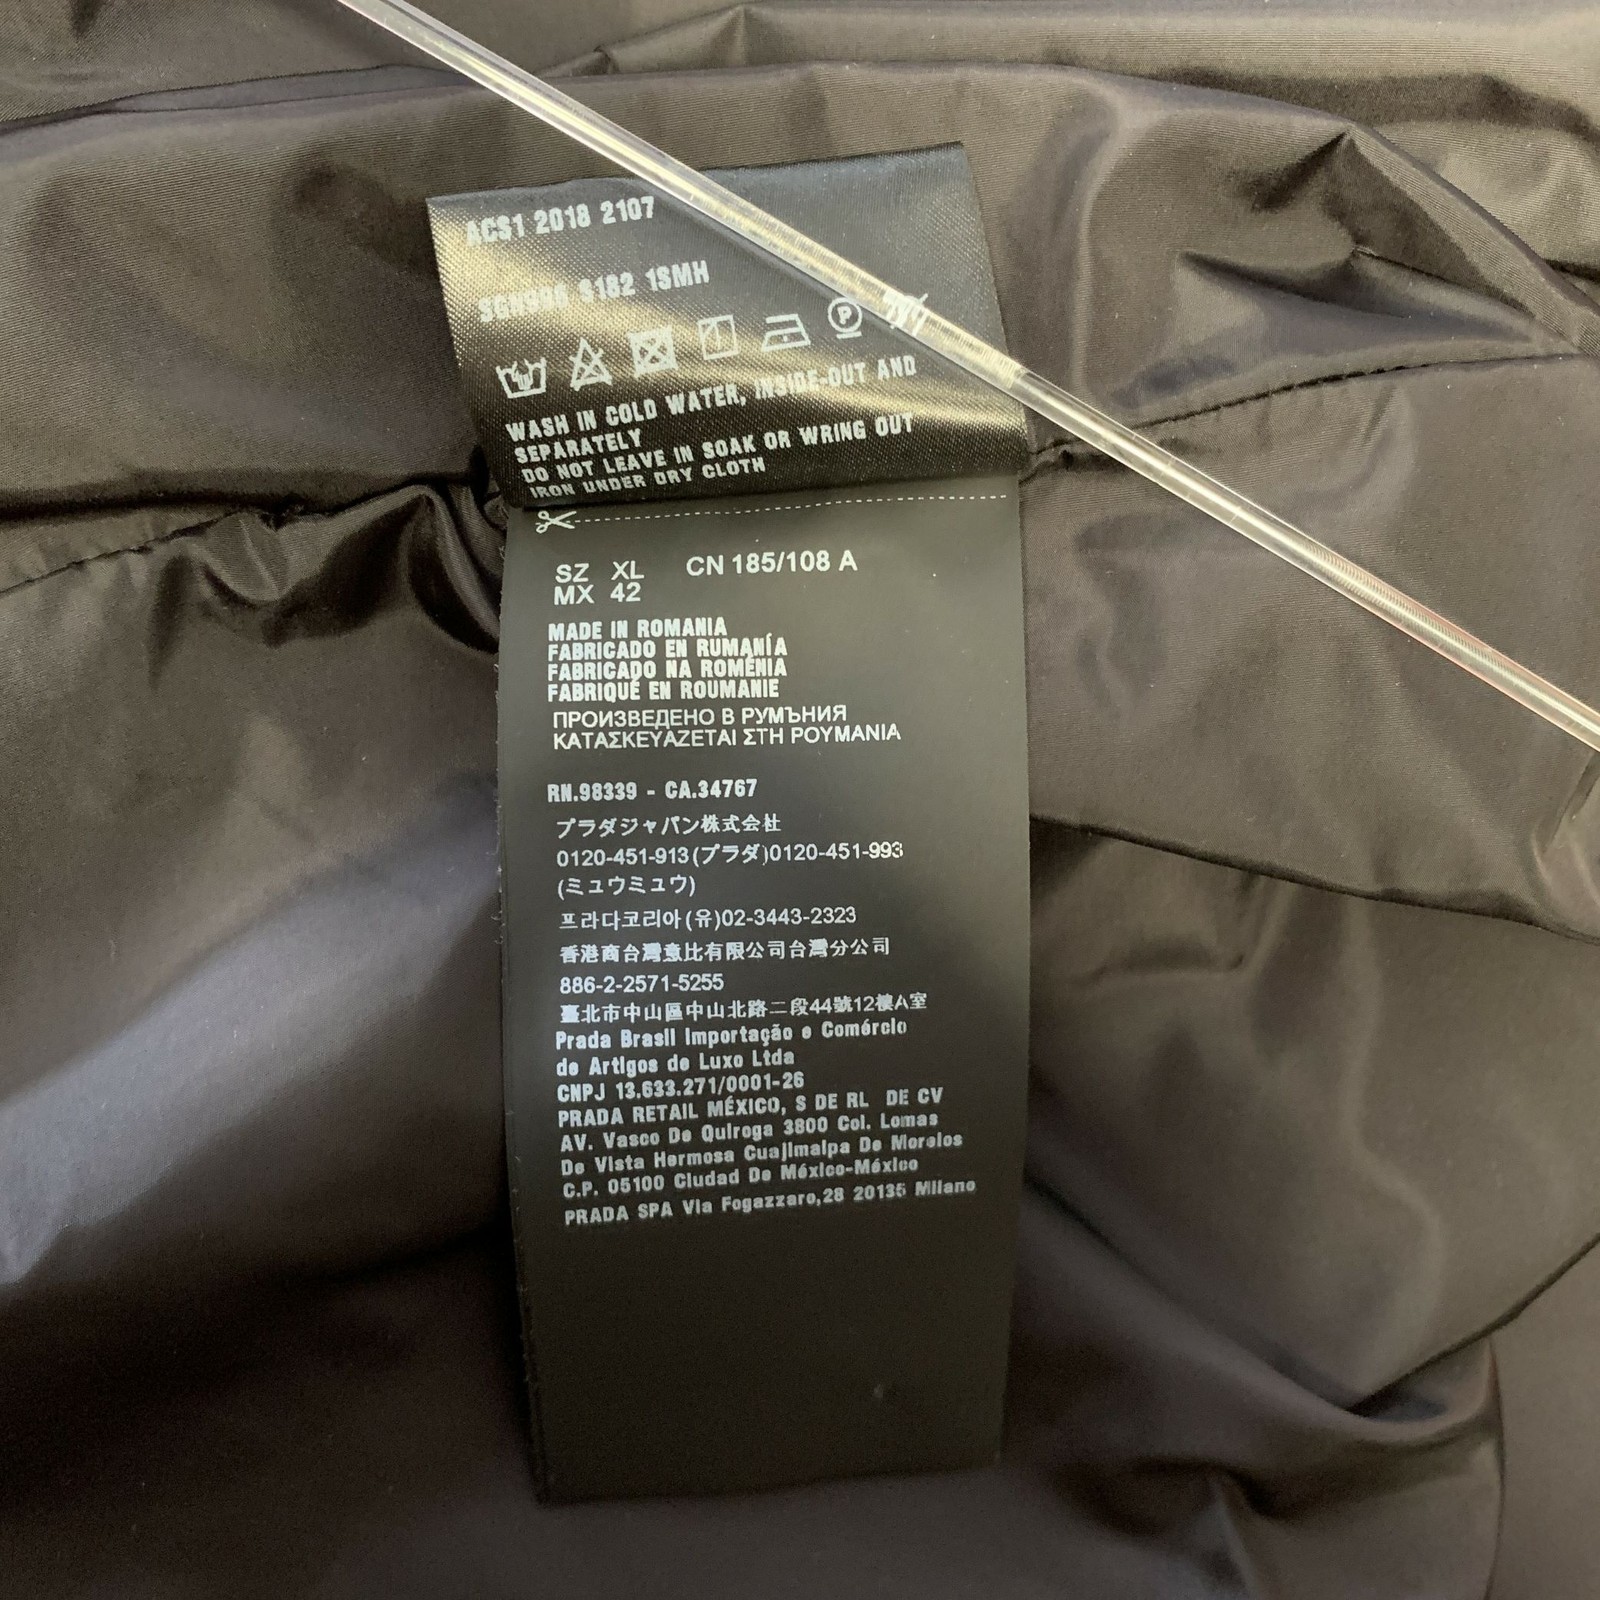 ACS1 2018 2107
3182 1SMH
P
WASH IN COLD WATER, INSIDE-OUT AND
SEPARATELY
DO NOT LEAVE IN SOAK OR WRING OUT
IRON UNDER DRY CLOTH
SZ XL CN 185/108 A
MX 42
MADE IN ROMANIA
FABRICADO EN RUMANÍA
FABRICADO NA ROMÉNIA
FABRIQUÉ EN ROUMANIE
ПРОИЗВЕДЕНО В РУМЪНИЯ
ΚΑΤΑΣΚΕΥΑΖΕΤΑΙ ΣΤΗ ΡΟΥΜΑΝΙΑ
RN.98339 - CA.34767
プラダジャパン株式会社
0120-451-913(プラダ)0120-451-993
(ミュウミュウ)
프라다코리아(유)02-3443-2323
香港商台灣意比有限公司台灣分公司
886-2-2571-5255
臺北市中山區中山北路二段44號12樓A室
Prada Brasil Importação e Comércio
de Artigos de Luxo Ltda
CNPJ 13.633.271/0001-26
PRADA RETAIL MÉXICO, S DE RL DE CV
AV. Vasco De Quiroga 3800 Col. Lomas
De Vista Hermosa Cuajimalpa De Morelos
C.P. 05100 Ciudad De México-México
PRADA SPA Via Fogazzaro,28 20135 Milano